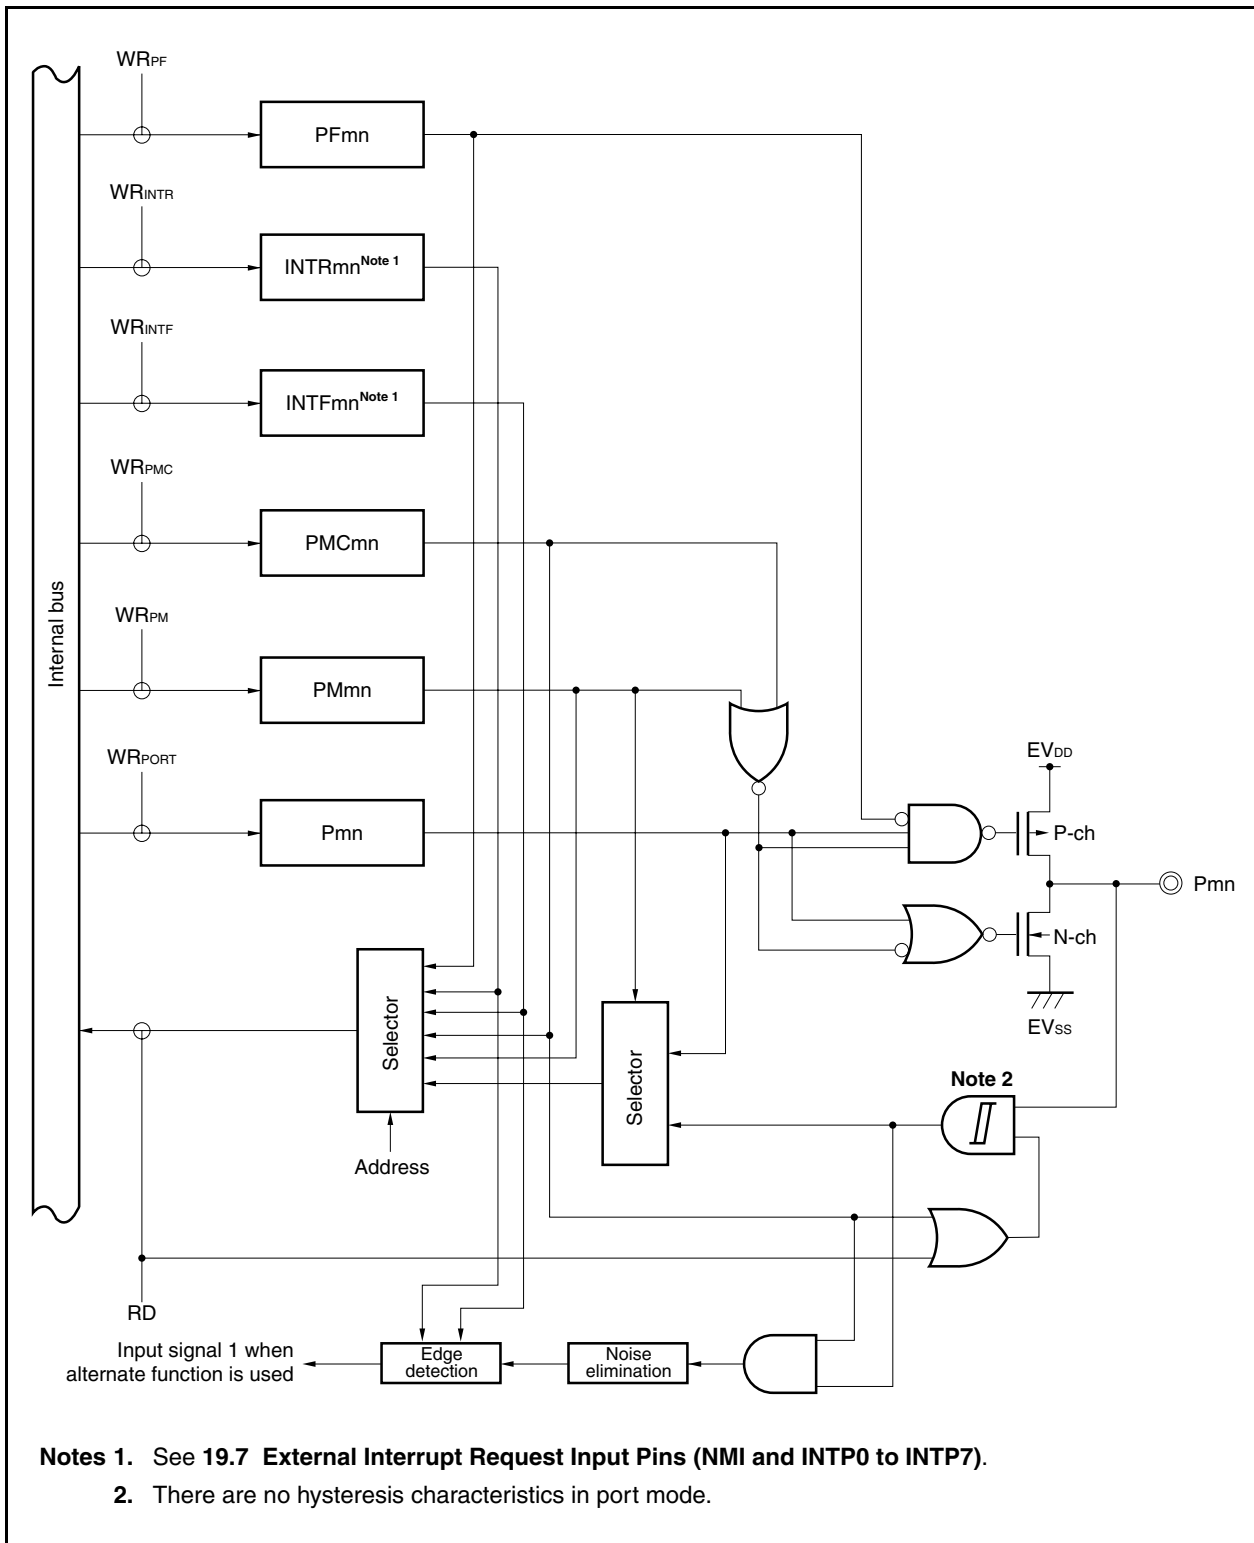 WRPF
PFmn
WRINTR
INTRmnNote 1
WRINTF
INTFmnNote 1
WRPMC
PMCmn
Internal bus
WRPM
PMmn
WRPORT
Pmn
EVDD
P-ch
Pmn
N-ch
EVSS
Selector
Selector
Note 2
Address
RD
Input signal 1 when
alternate function is used
Edge
detection
Noise
elimination
Notes 1. See 19.7 External Interrupt Request Input Pins (NMI and INTP0 to INTP7).
2. There are no hysteresis characteristics in port mode.